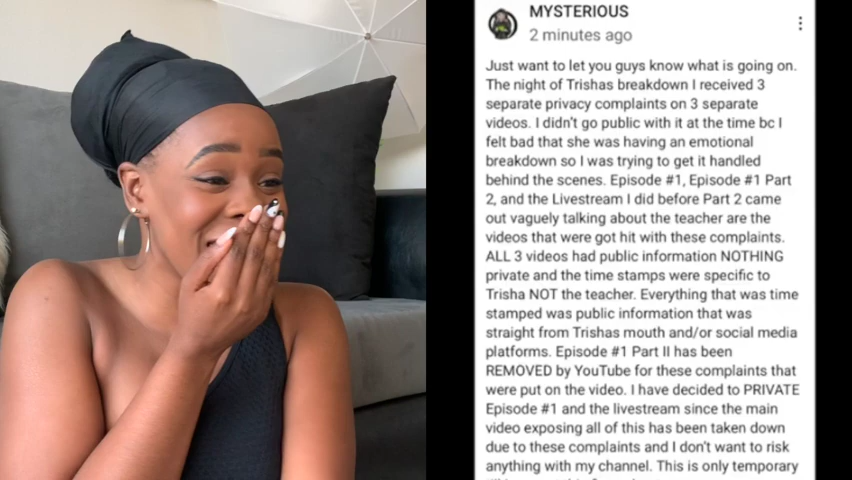 MYSTERIOUS
2 minutes ago
Just want to let you guys know what is going on.
The night of Trishas breakdown I received 3
separate privacy complaints on 3 separate
videos. I didn't go public with it at the time bc I
felt bad that she was having an emotional
breakdown so I was trying to get it handled
behind the scenes. Episode #1, Episode #1 Part
2, and the Livestream I did before Part 2 came
out vaguely talking about the teacher are the
videos that were got hit with these complaints.
ALL 3 videos had public information NOTHING
private and the time stamps were specific to
Trisha NOT the teacher. Everything that was time
stamped was public information that was
straight from Trishas mouth and/or social media
platforms. Episode #1 Part II has been
REMOVED by YouTube for these complaints that
were put on the video. I have decided to PRIVATE
Episode #1 and the livestream since the main
video exposing all of this has been taken down
due to these complaints and I don't want to risk
anything with my channel. This is only temporary